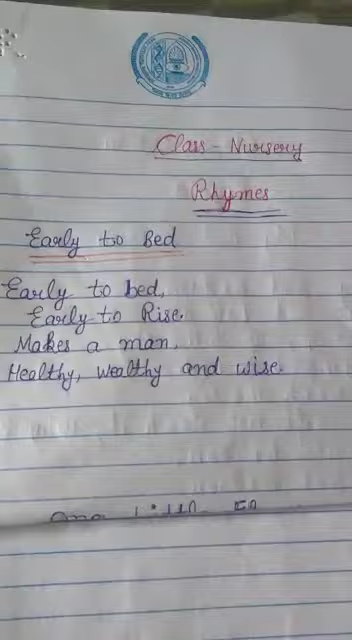 Class - Nursery
Rhymes
Early to Bed
Early to bed,
Early to Rise.
Makes a man,
Healthy, wealthy and wise.